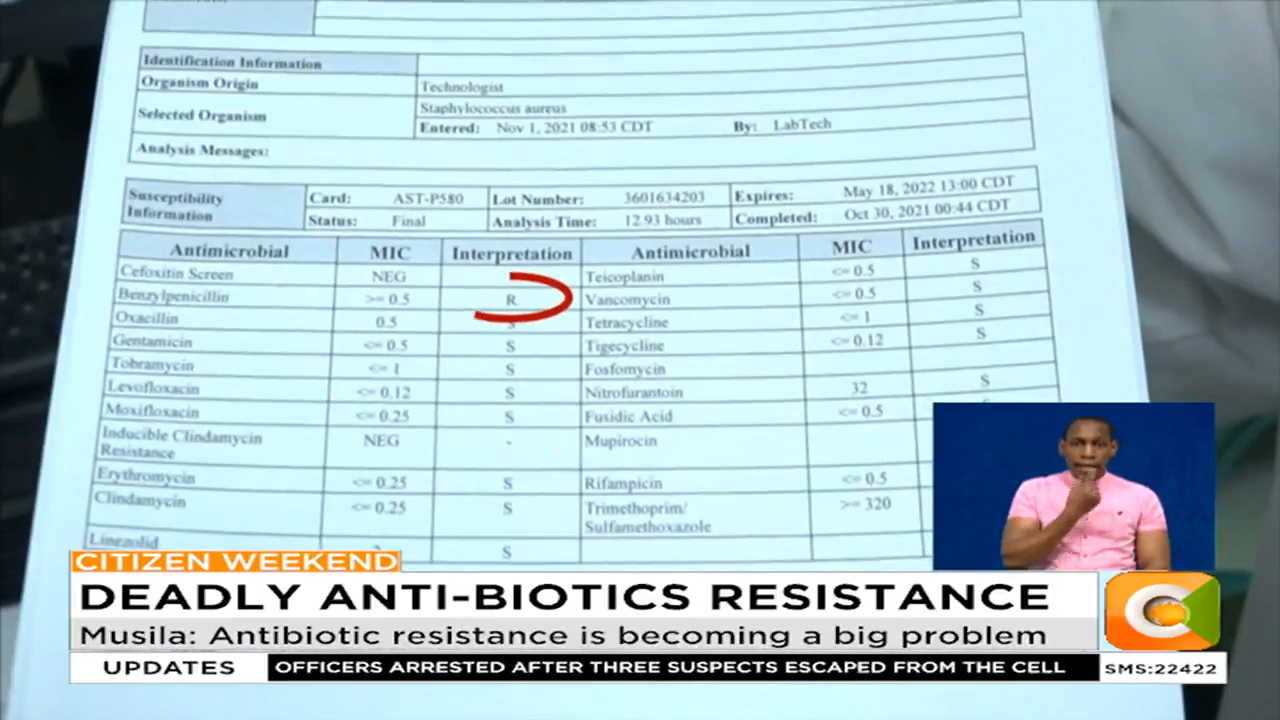 Identification Information
Organism Origin Technologist
Selected Organism Staphylococcus aureus
Entered: Nov 1, 2021 08:53 CDT By: LabTech
Analysis Messages:
Susceptibility Information Card: AST-P580 Lot Number: 3601634203 Expires: May 18, 2022 13:00 CDT
Status: Final Analysis Time: 12.93 hours Completed: Oct 30, 2021 00:44 CDT
Antimicrobial MIC Interpretation Antimicrobial MIC Interpretation
Cefoxitin Screen NEG Teicoplanin <= 0.5 S
Benzylpenicillin >= 0.5 R Vancomycin <= 0.5 S
Oxacillin 0.5 S Tetracycline <= 1 S
Gentamicin <= 0.5 S Tigecycline <= 0.12 S
Tobramycin <= 1 S Fosfomycin
Levofloxacin <= 0.12 S Nitrofurantoin 32 S
Moxifloxacin <= 0.25 S Fusidic Acid <= 0.5
Inducible Clindamycin Resistance NEG - Mupirocin
Erythromycin <= 0.25 S Rifampicin <= 0.5
Clindamycin <= 0.25 S Trimethoprim/ Sulfamethoxazole >= 320
Linezolid S
CITIZEN WEEKEND
DEADLY ANTI-BIOTICS RESISTANCE
Musila: Antibiotic resistance is becoming a big problem
UPDATES OFFICERS ARRESTED AFTER THREE SUSPECTS ESCAPED FROM THE CELL SMS:22422